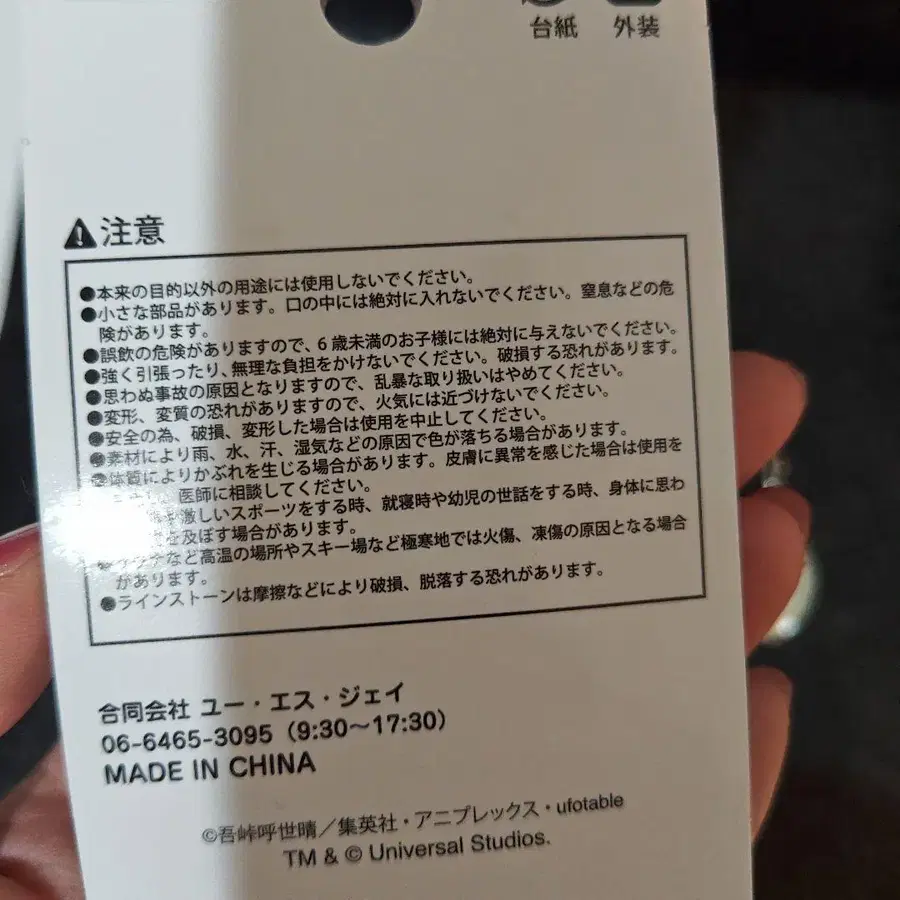 台紙 外装
注意
●本来の目的以外の用途には使用しないでください。
●小さな部品があります。口の中には絶対に入れないでください。窒息などの危
険があります。
●誤飲の危険がありますので、6歳未満のお子様には絶対に与えないでください。
●強く引張ったり、無理な負担をかけないでください。破損する恐れがあります。
●思わぬ事故の原因となりますので、乱暴な取り扱いはやめてください。
●変形、変質の恐れがありますので、火気には近づけないでください。
●安全の為、破損、変形した場合は使用を中止してください。
●素材により雨、水、汗、湿気などの原因で色が落ちる場合があります。
●体質によりかぶれを生じる場合があります。皮膚に異常を感じた場合は使用を
医師に相談してください。
激しいスポーツをする時、就寝時や幼児の世話をする時、身体に思わ
を及ぼす場合があります。
など高温の場所やスキー場など極寒地では火傷、凍傷の原因となる場合
があります。
●ラインストーンは摩擦などにより破損、脱落する恐れがあります。
合同会社 ユー・エス・ジェイ
06-6465-3095（9:30〜17:30）
MADE IN CHINA
©吾峠呼世晴／集英社・アニプレックス・ufotable
TM & © Universal Studios.